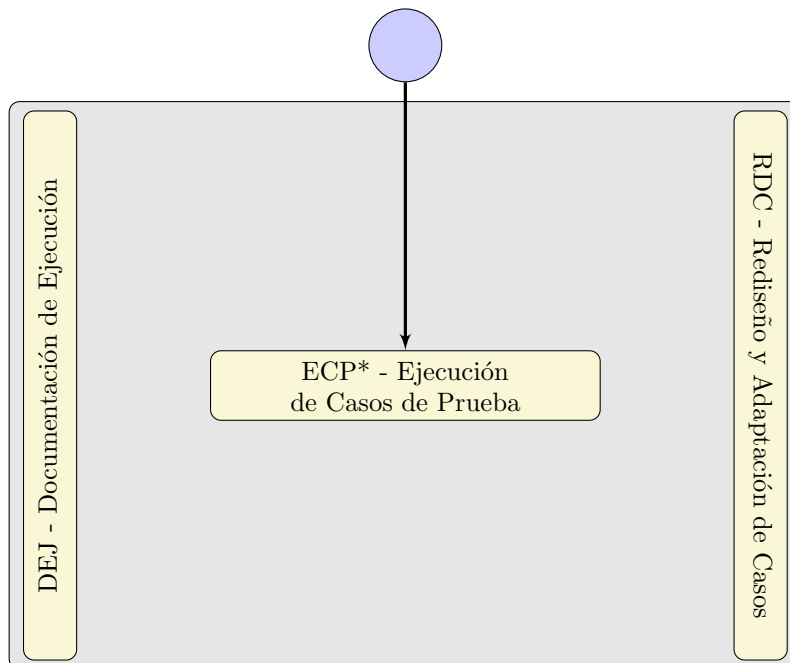 DEJ - Documentación de Ejecución
ECP* - Ejecución
de Casos de Prueba
RDC - Rediseño y Adaptación de Casos